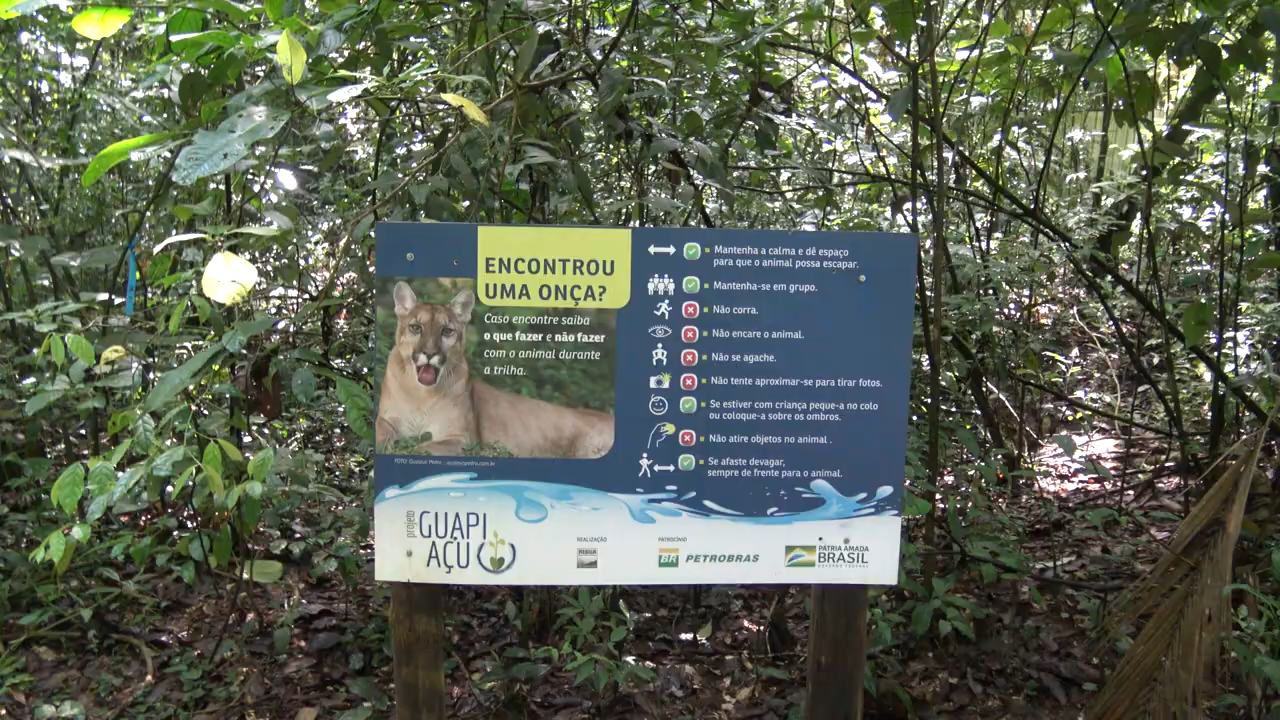 ENCONTROU
UMA ONÇA?
Caso encontre saiba
o que fazer e não fazer
com o animal durante
a trilha.
Mantenha a calma e dê espaço
para que o animal possa escapar.
Mantenha-se em grupo.
Não corra.
Não encare o animal.
Não se agache.
Não tente aproximar-se para tirar fotos.
Se estiver com criança peque-a no colo
ou coloque-a sobre os ombros.
Não atire objetos no animal .
Se afaste devagar,
sempre de frente para o animal.
projeto
GUAPI
AÇU
REALIZAÇÃO
PATROCÍNIO
BR PETROBRAS
PÁTRIA AMADA
BRASIL
GOVERNO FEDERAL